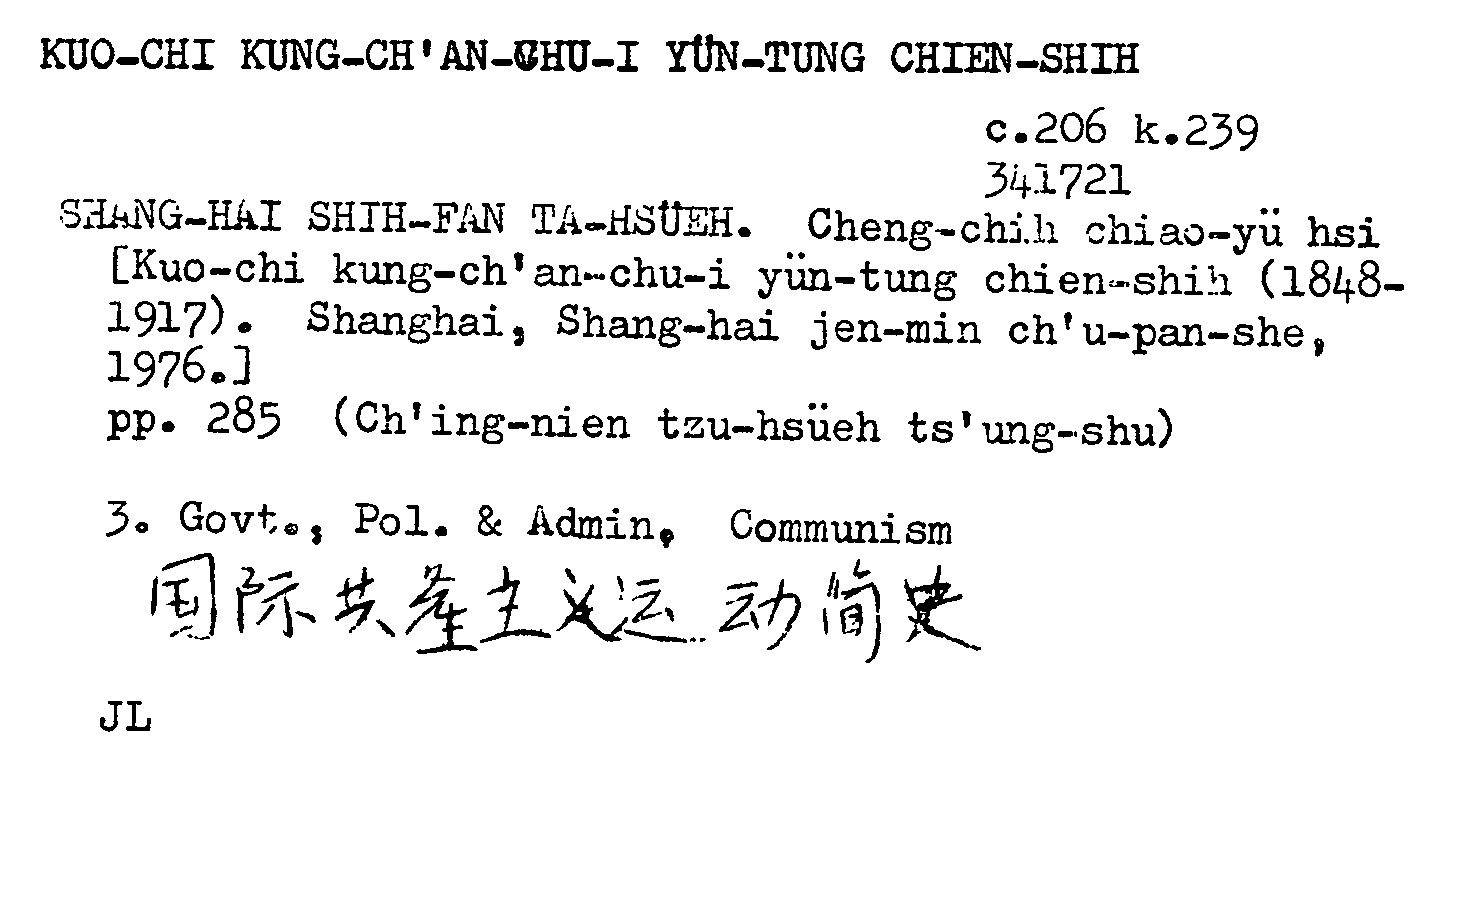 KUO-CHI KUNG-CH'AN-CHU-I YÜN-TUNG CHIEN-SHIH
c.206 k.239
341721
SHANG-HAI SHIH-FAN TA-HSÜEH. Cheng-chih chiao-yü hsi
[Kuo-chi kung-ch'an-chu-i yün-tung chien-shih (1848-
1917). Shanghai, Shang-hai jen-min ch'u-pan-she,
1976.]
pp. 285 (Ch'ing-nien tzu-hsüeh ts'ung-shu)
3. Govt., Pol. & Admin, Communism
国际共產主义运动简史
JL